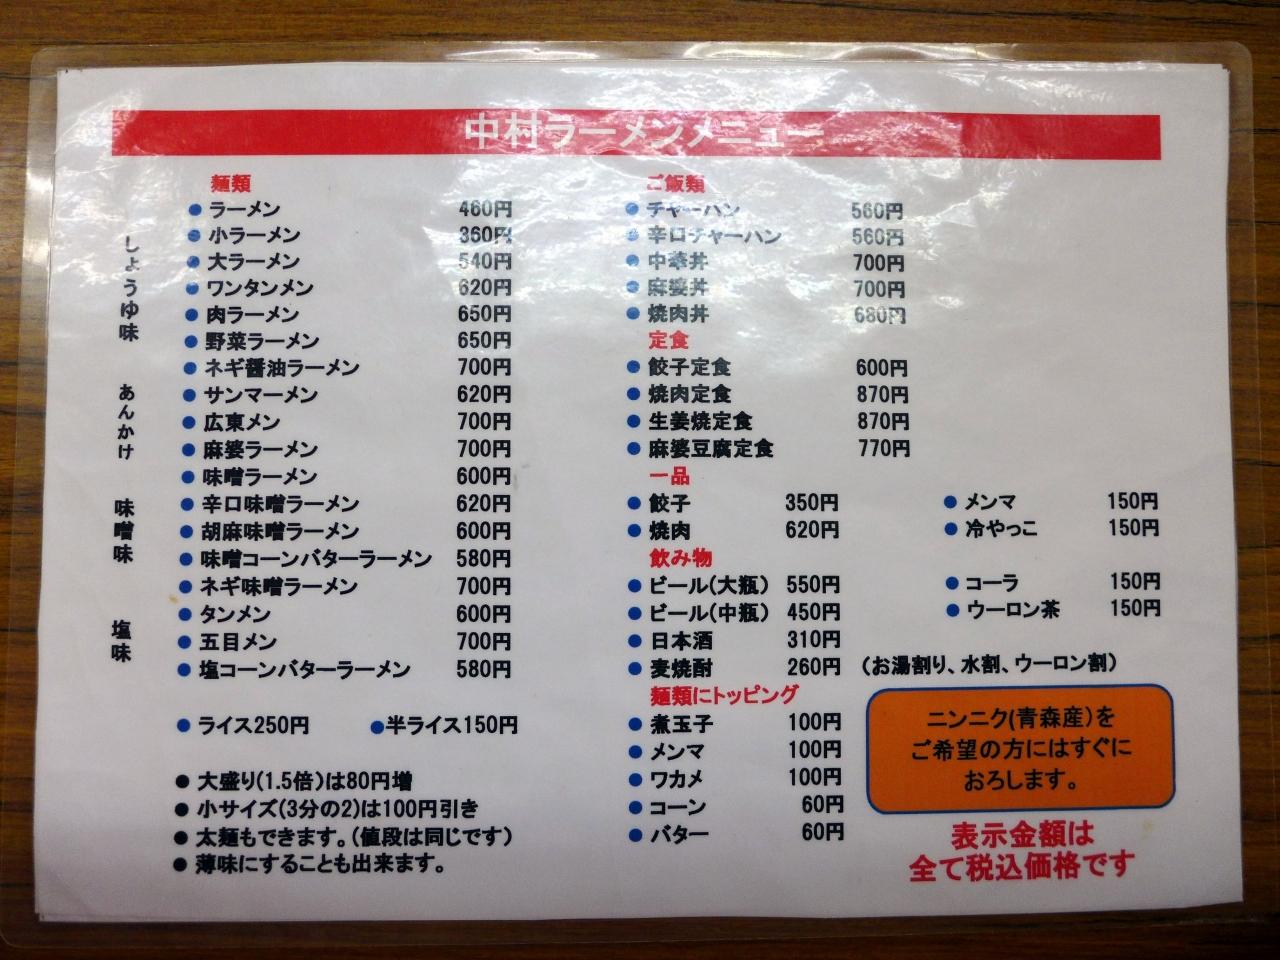 中村ラーメンメニュー
麺類
しょうゆ味
● ラーメン 460円
● 小ラーメン 360円
● 大ラーメン 540円
● ワンタンメン 620円
● 肉ラーメン 650円
● 野菜ラーメン 650円
● ネギ醤油ラーメン 700円
あんかけ
● サンマーメン 620円
● 広東メン 700円
● 麻婆ラーメン 700円
味噌味
● 味噌ラーメン 600円
● 辛口味噌ラーメン 620円
● 胡麻味噌ラーメン 600円
● 味噌コーンバターラーメン 580円
● ネギ味噌ラーメン 700円
塩味
● タンメン 600円
● 五目メン 700円
● 塩コーンバターラーメン 580円
● ライス250円 ●半ライス150円
● 大盛り(1.5倍)は80円増
● 小サイズ(3分の2)は100円引き
● 太麺もできます。(値段は同じです)
● 薄味にすることも出来ます。
ご飯類
● チャーハン 560円
● 辛口チャーハン 560円
● 中華丼 700円
● 麻婆丼 700円
● 焼肉丼 680円
定食
● 餃子定食 600円
● 焼肉定食 870円
● 生姜焼定食 870円
● 麻婆豆腐定食 770円
一品
● 餃子 350円 ● メンマ 150円
● 焼肉 620円 ● 冷やっこ 150円
飲み物
● ビール(大瓶) 550円 ● コーラ 150円
● ビール(中瓶) 450円 ● ウーロン茶 150円
● 日本酒 310円
● 麦焼酎 260円 (お湯割り、水割、ウーロン割)
麺類にトッピング
● 煮玉子 100円
● メンマ 100円
● ワカメ 100円
● コーン 60円
● バター 60円
ニンニク(青森産)を
ご希望の方にはすぐに
おろします。
表示金額は
全て税込価格です